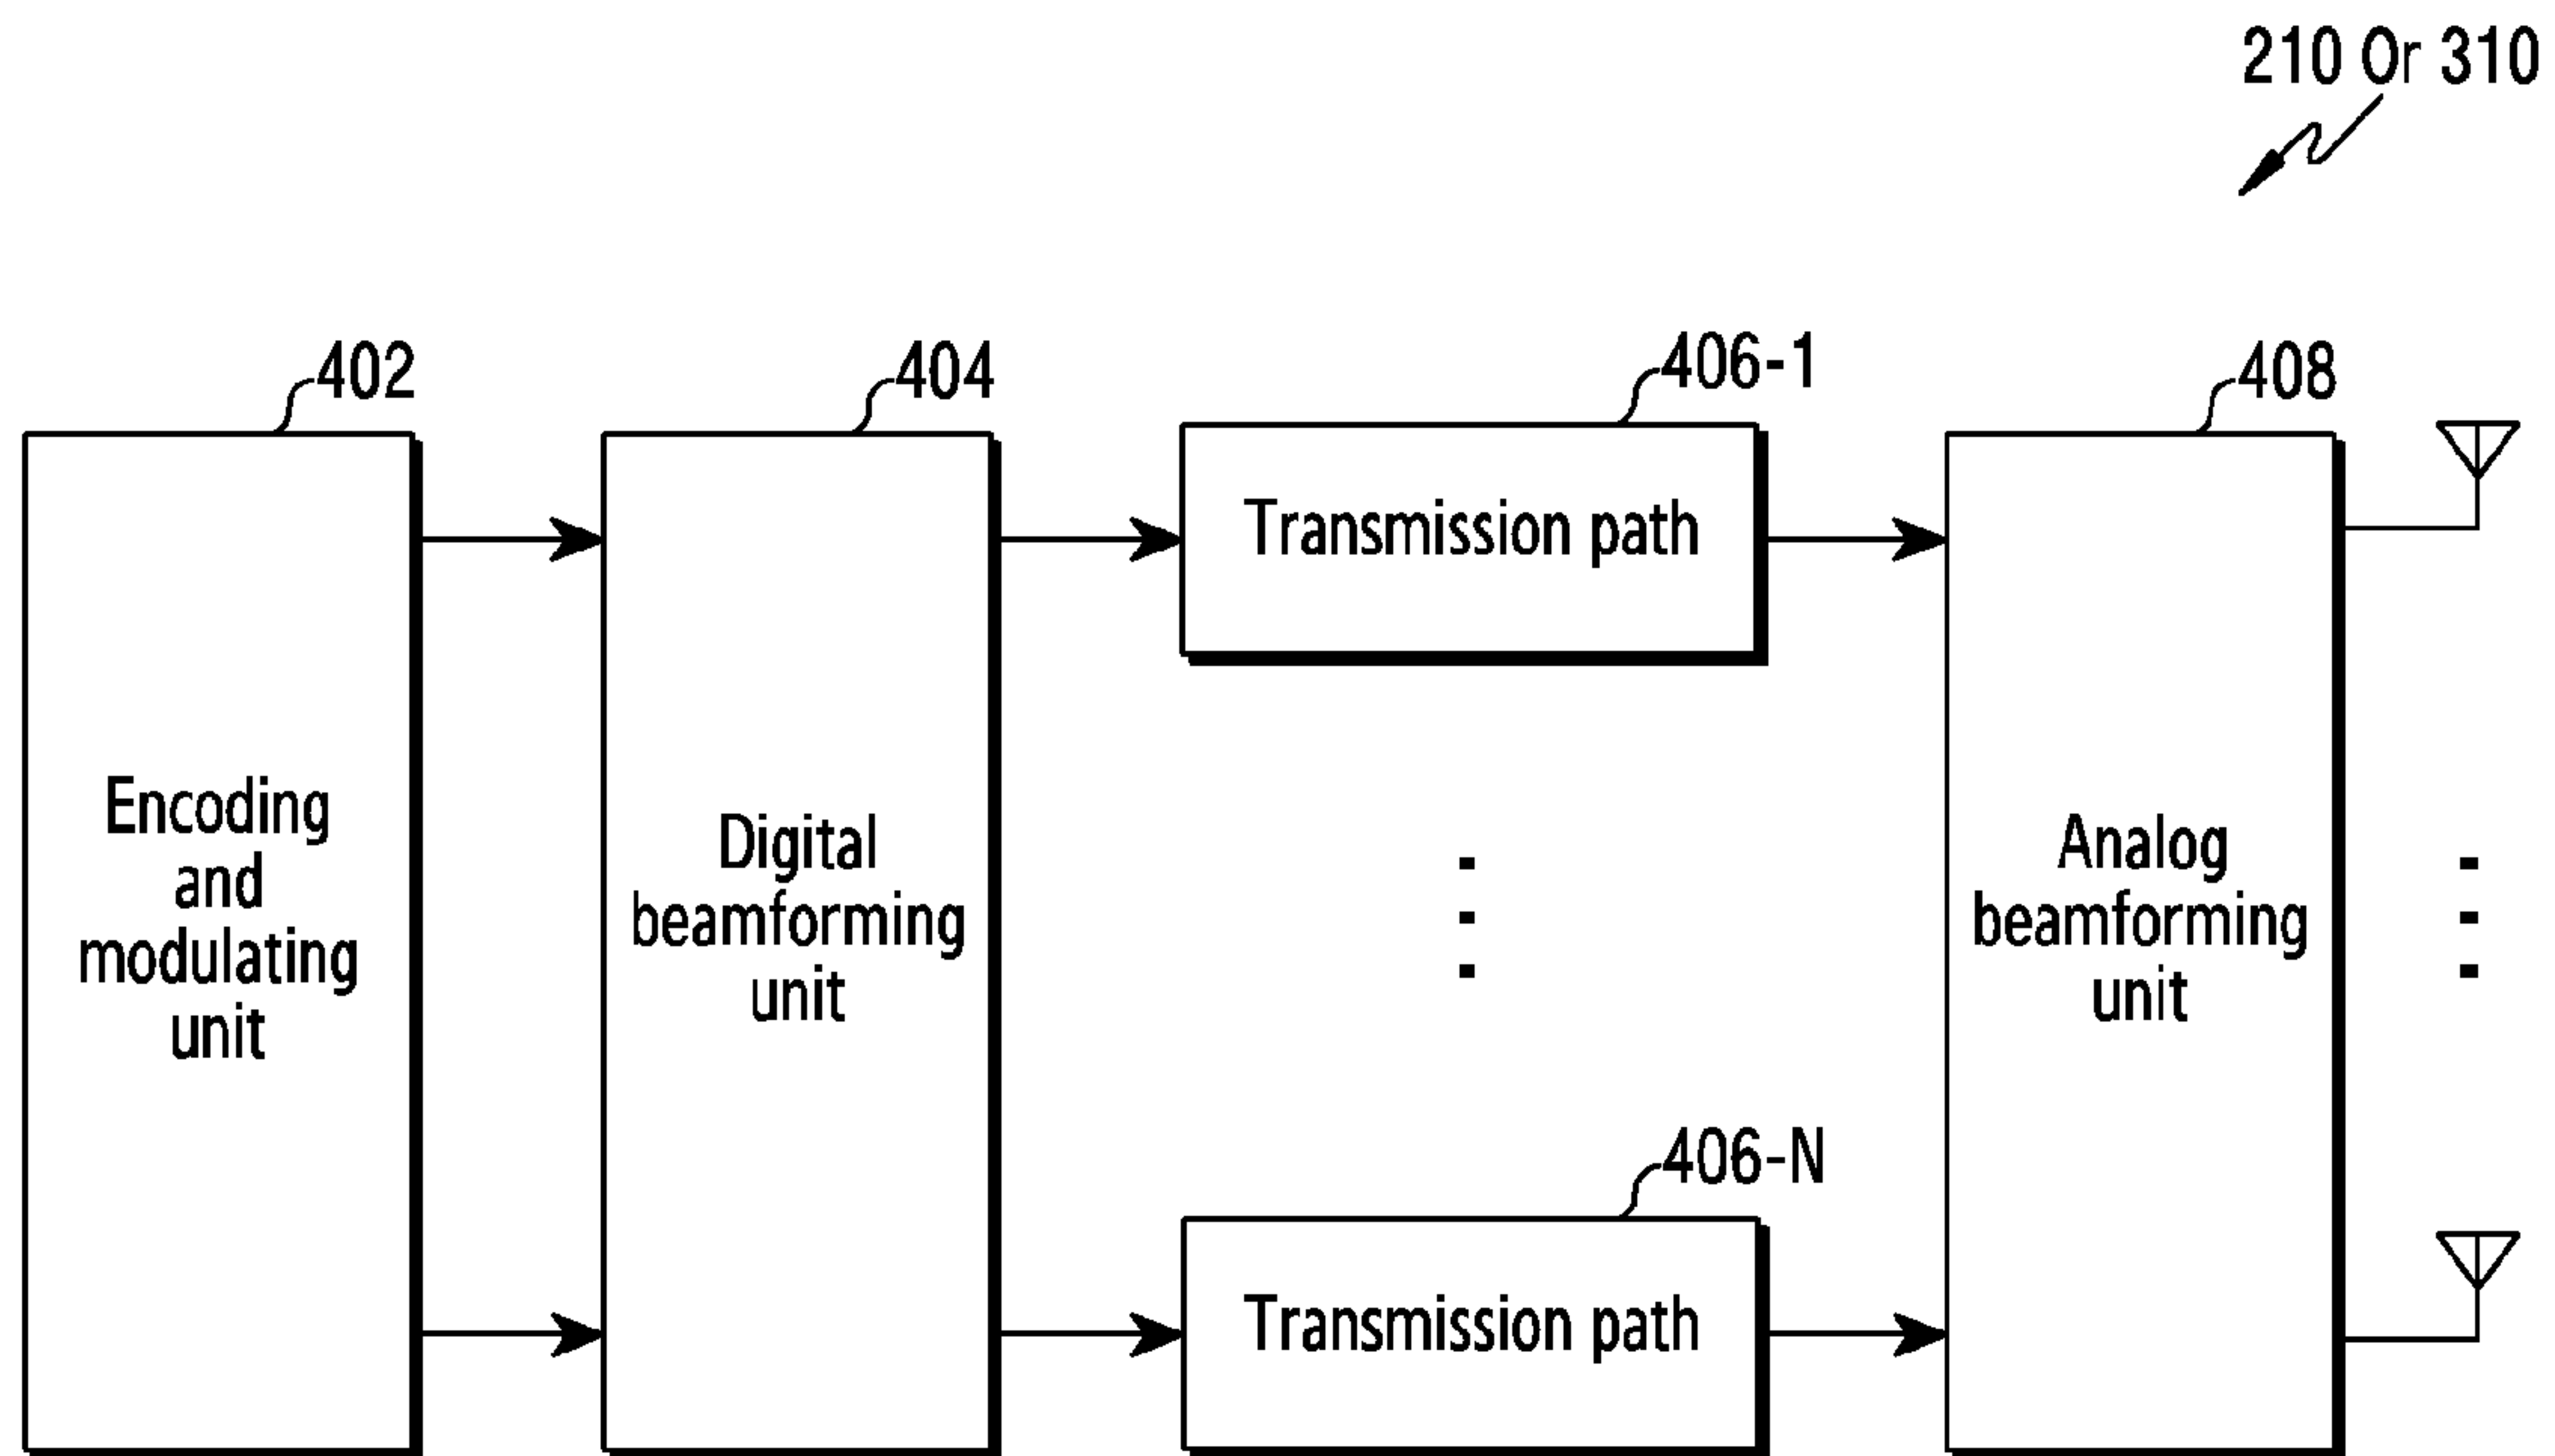 210 Or 310
402
404
406-1
408
Transmission path
Encoding
and
modulating
unit
Digital
beamforming
unit
Analog
beamforming
unit
406-N
Transmission path